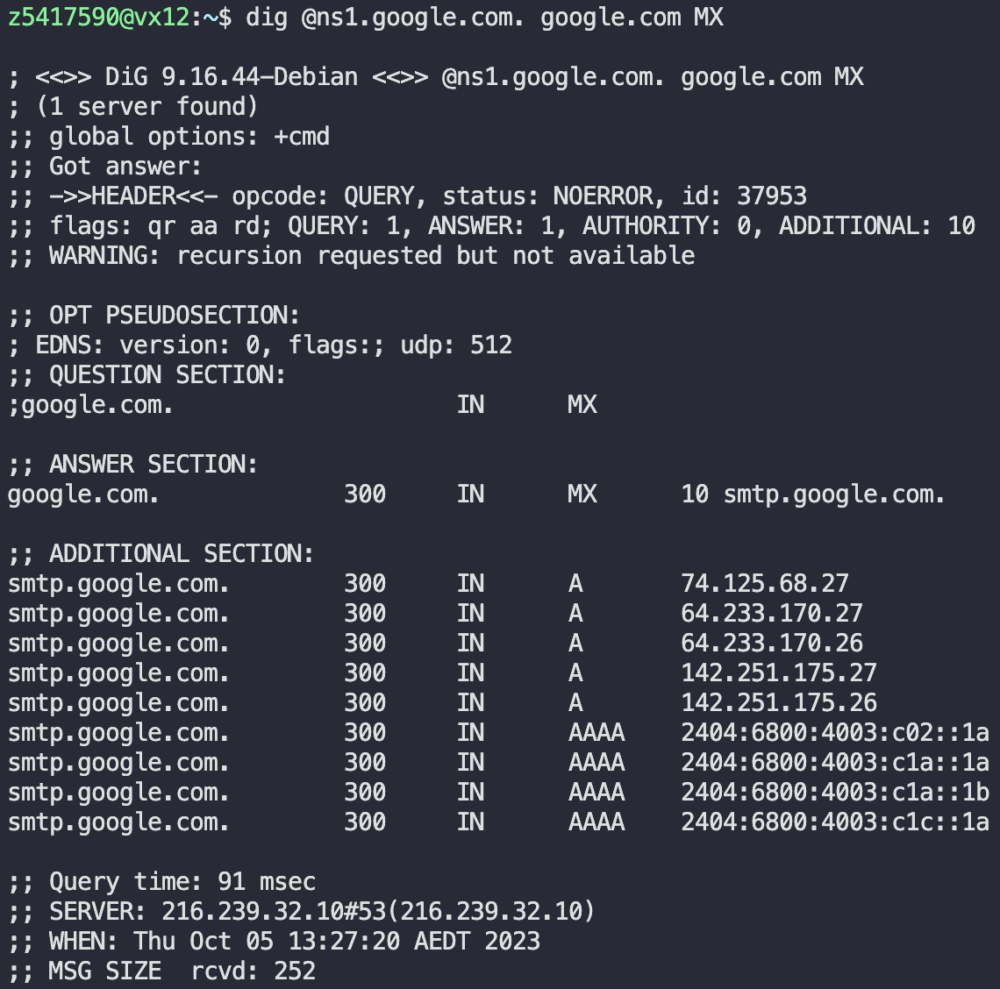 z5417590@vx12:~$ dig @ns1.google.com. google.com MX

; <<>> DiG 9.16.44-Debian <<>> @ns1.google.com. google.com MX
; (1 server found)
;; global options: +cmd
;; Got answer:
;; ->>HEADER<<- opcode: QUERY, status: NOERROR, id: 37953
;; flags: qr aa rd; QUERY: 1, ANSWER: 1, AUTHORITY: 0, ADDITIONAL: 10
;; WARNING: recursion requested but not available

;; OPT PSEUDOSECTION:
; EDNS: version: 0, flags:; udp: 512
;; QUESTION SECTION:
;google.com.			IN	MX

;; ANSWER SECTION:
google.com.		300	IN	MX	10 smtp.google.com.

;; ADDITIONAL SECTION:
smtp.google.com.	300	IN	A	74.125.68.27
smtp.google.com.	300	IN	A	64.233.170.27
smtp.google.com.	300	IN	A	64.233.170.26
smtp.google.com.	300	IN	A	142.251.175.27
smtp.google.com.	300	IN	A	142.251.175.26
smtp.google.com.	300	IN	AAAA	2404:6800:4003:c02::1a
smtp.google.com.	300	IN	AAAA	2404:6800:4003:c1a::1a
smtp.google.com.	300	IN	AAAA	2404:6800:4003:c1a::1b
smtp.google.com.	300	IN	AAAA	2404:6800:4003:c1c::1a

;; Query time: 91 msec
;; SERVER: 216.239.32.10#53(216.239.32.10)
;; WHEN: Thu Oct 05 13:27:20 AEDT 2023
;; MSG SIZE  rcvd: 252